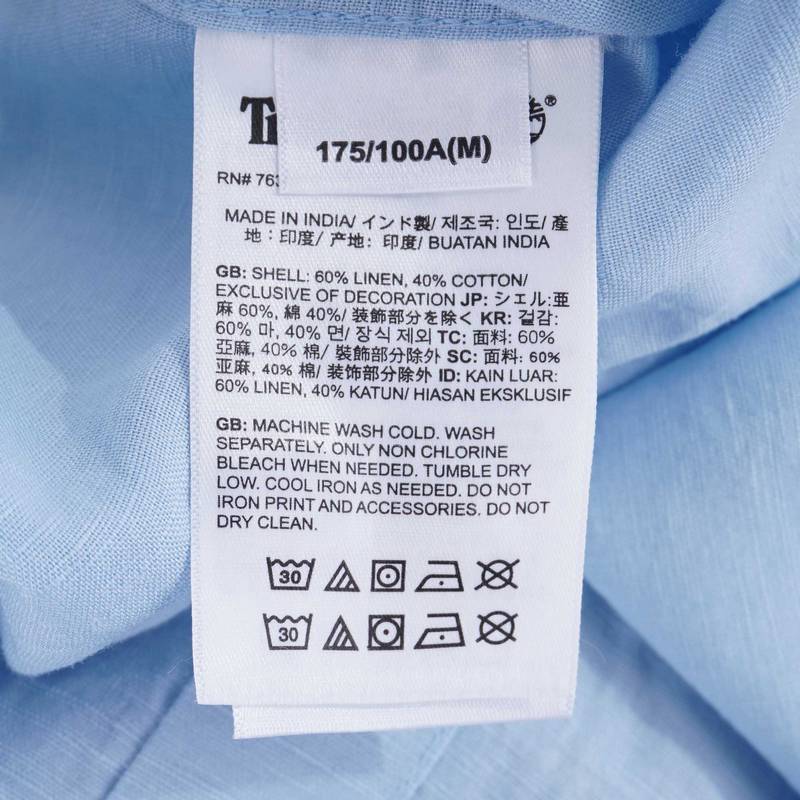 175/100A(M)
RN# 763
MADE IN INDIA/ インド製/ 제조국: 인도/ 產
地：印度/ 产地：印度/ BUATAN INDIA
GB: SHELL: 60% LINEN, 40% COTTON/
EXCLUSIVE OF DECORATION JP: シェル:亜
麻 60%, 綿 40%/ 装飾部分を除く KR: 겉감:
60% 마, 40% 면/ 장식 제외 TC: 面料: 60%
亞麻, 40% 棉/ 裝飾部分除外 SC: 面料: 60%
亚麻, 40% 棉/ 装饰部分除外 ID: KAIN LUAR:
60% LINEN, 40% KATUN/ HIASAN EKSKLUSIF
GB: MACHINE WASH COLD. WASH
SEPARATELY. ONLY NON CHLORINE
BLEACH WHEN NEEDED. TUMBLE DRY
LOW. COOL IRON AS NEEDED. DO NOT
IRON PRINT AND ACCESSORIES. DO NOT
DRY CLEAN.
30
30